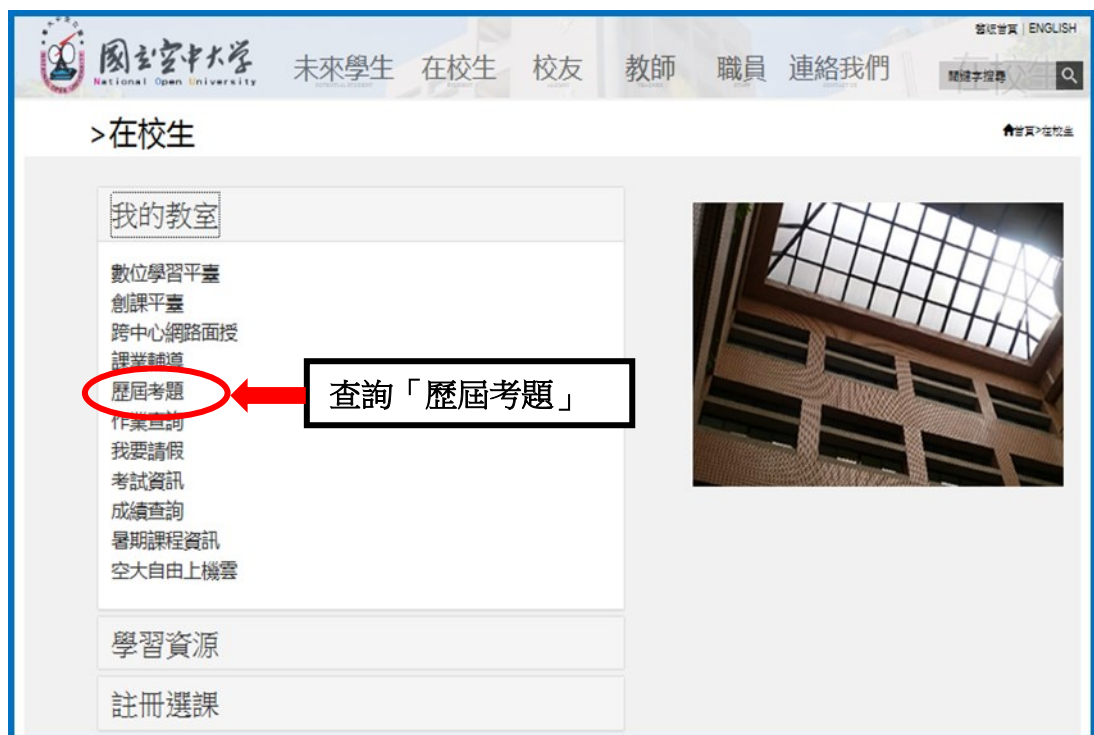 舊版首頁 | ENGLISH
國立空中大學
National Open University
未來學生 在校生 校友 教師 職員 連絡我們
關鍵字搜尋
在校生
>在校生
首頁>在校生
我的教室
數位學習平臺
創課平臺
跨中心網路面授
課業輔導
歷屆考題
查詢「歷屆考題」
作業查詢
我要請假
考試資訊
成績查詢
暑期課程資訊
空大自由上機雲
學習資源
註冊選課